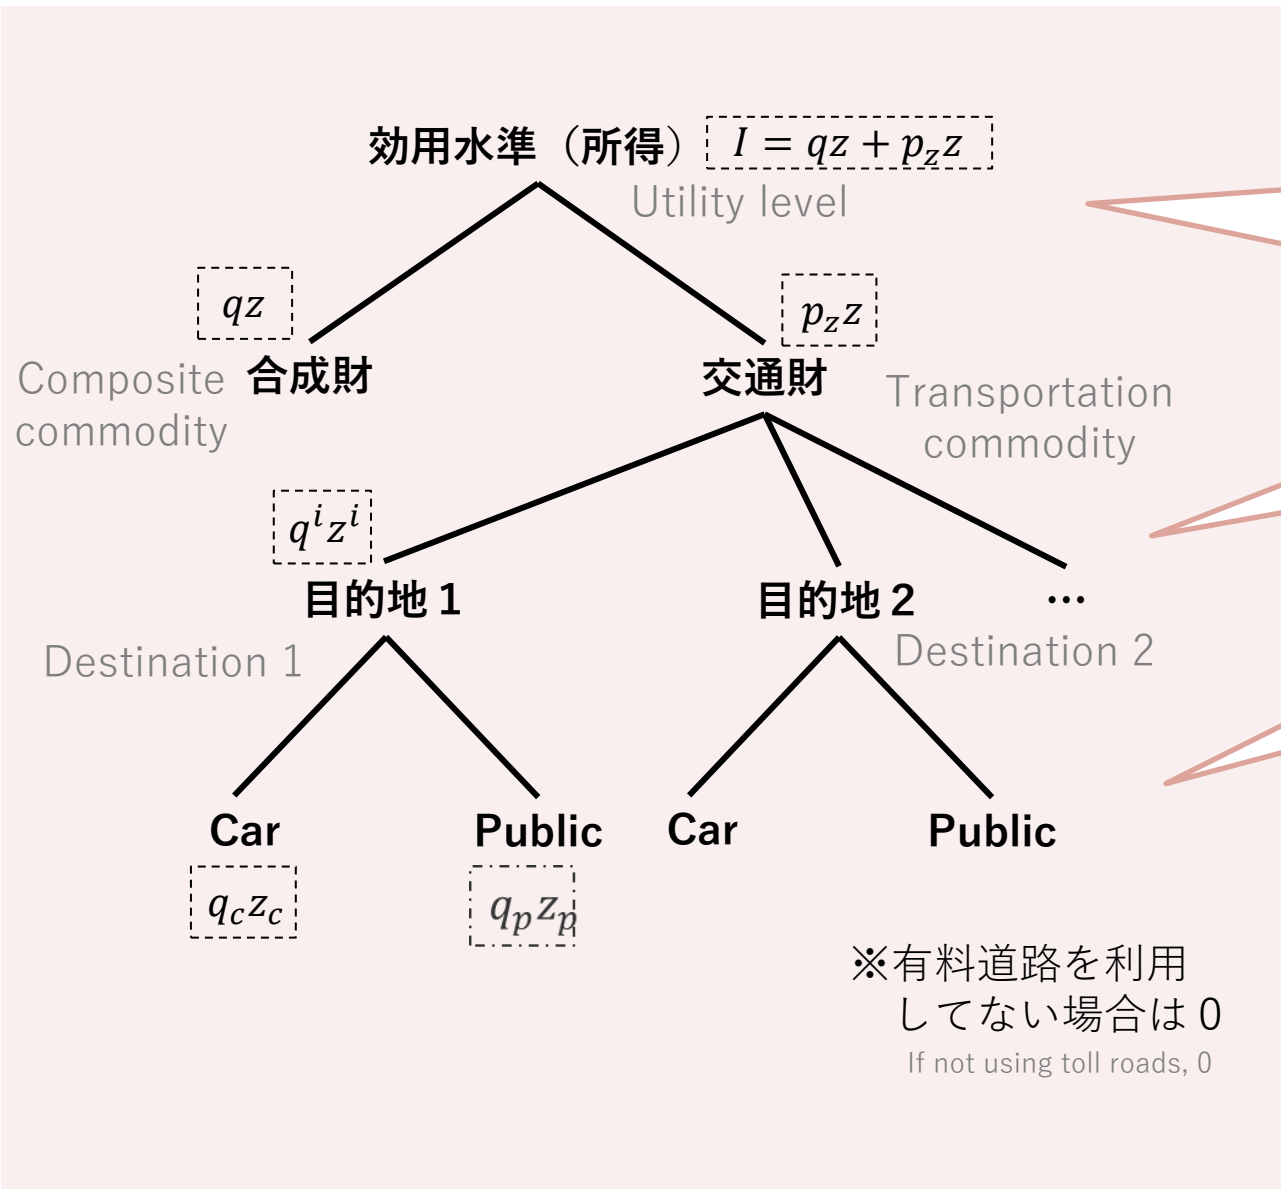 効用水準（所得） I = qz + p_z z
Utility level
qz
p_z z
Composite
commodity
合成財
交通財
Transportation
commodity
q^i z^i
目的地１
目的地２
…
Destination 1
Destination 2
Car
Public
Car
Public
q_c z_c
q_p z_p
※有料道路を利用
してない場合は０
If not using toll roads, 0